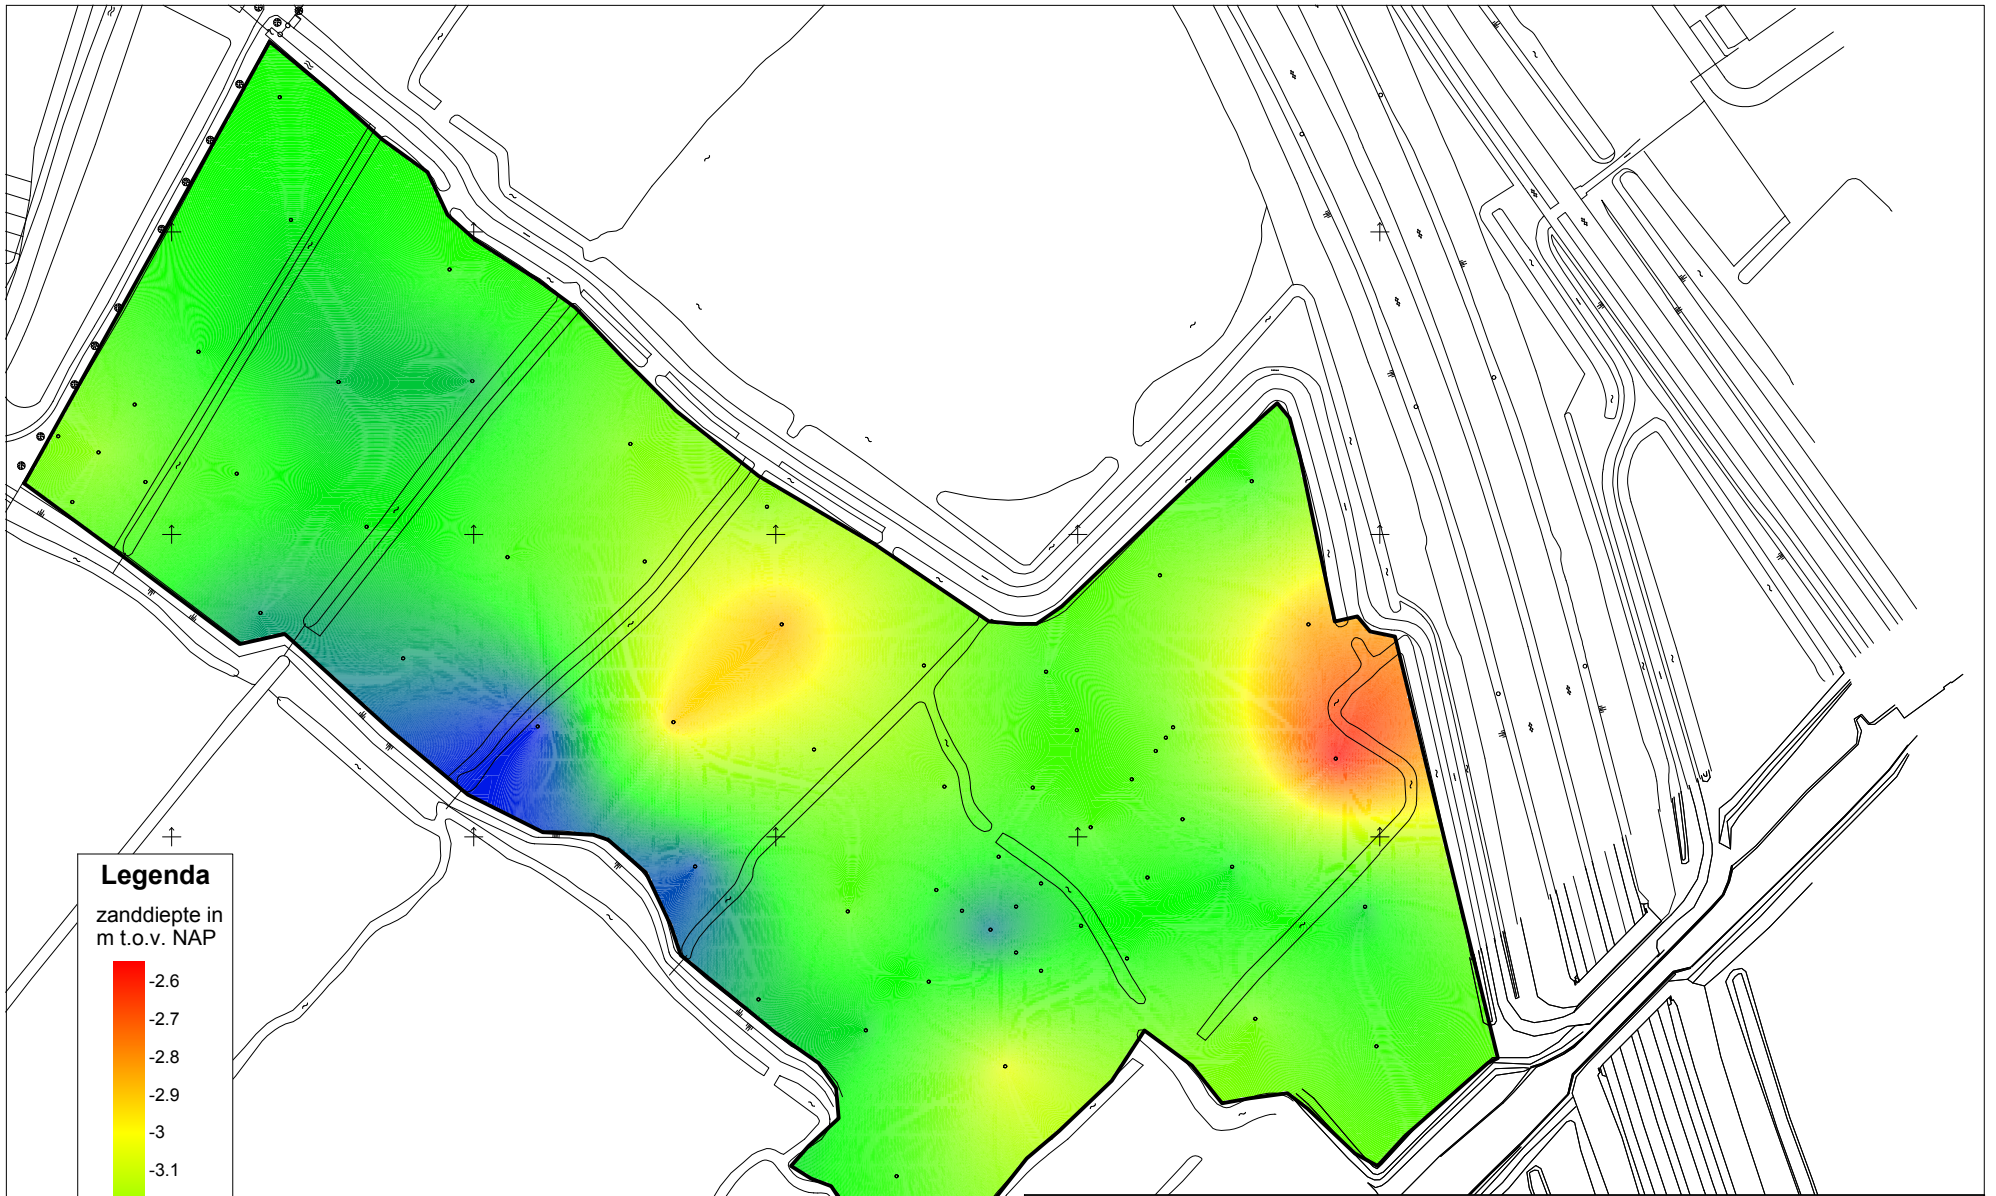 Legenda
zanddiepte in
m t.o.v. NAP
-2.6
-2.7
-2.8
-2.9
-3
-3.1